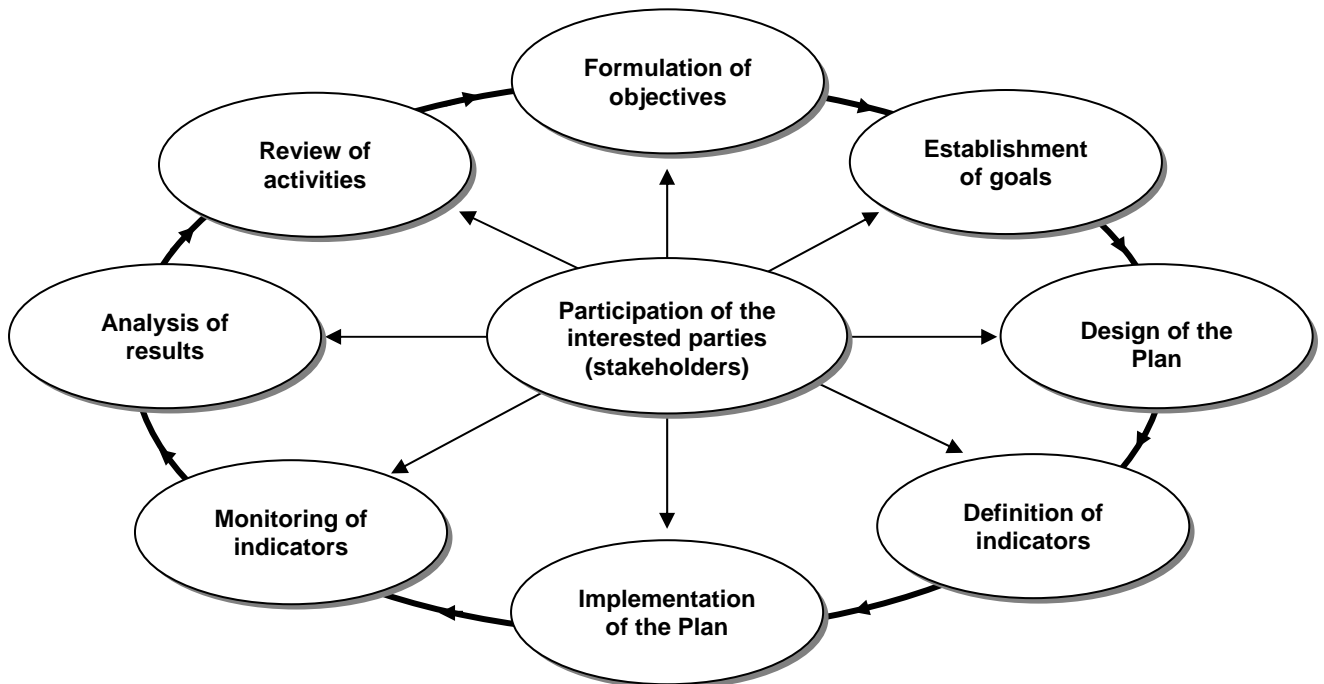 Formulation of
objectives
Establishment
of goals
Design of the
Plan
Definition of
indicators
Implementation
of the Plan
Monitoring of
indicators
Analysis of
results
Review of
activities
Participation of the
interested parties
(stakeholders)